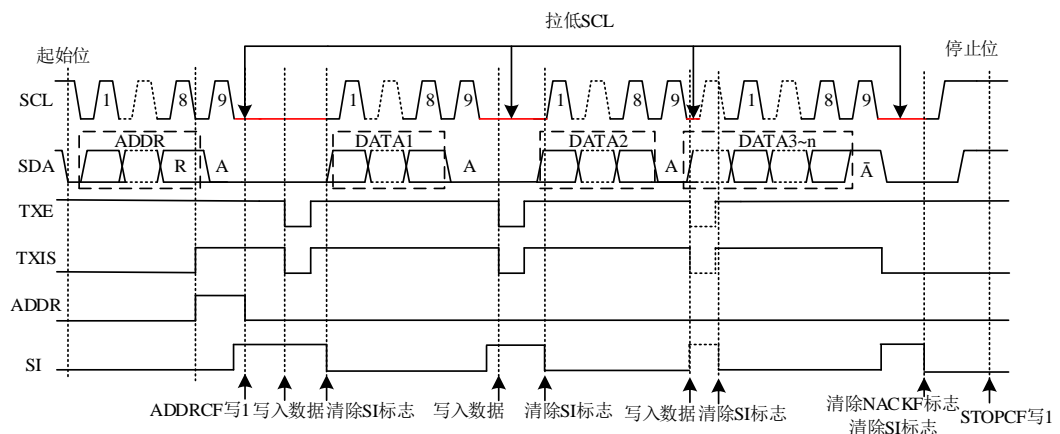 拉低SCL
起始位 停止位
SCL 1 8 9 1 8 9 1 8 9 1 8 9
ADDR DATA1 DATA2 DATA3~n
SDA R A A A Ā
TXE
TXIS
ADDR
SI
ADDRCF写1 写入数据 清除SI标志 写入数据 清除SI标志 写入数据 清除SI标志 清除NACKF标志 STOPCF写1
清除SI标志